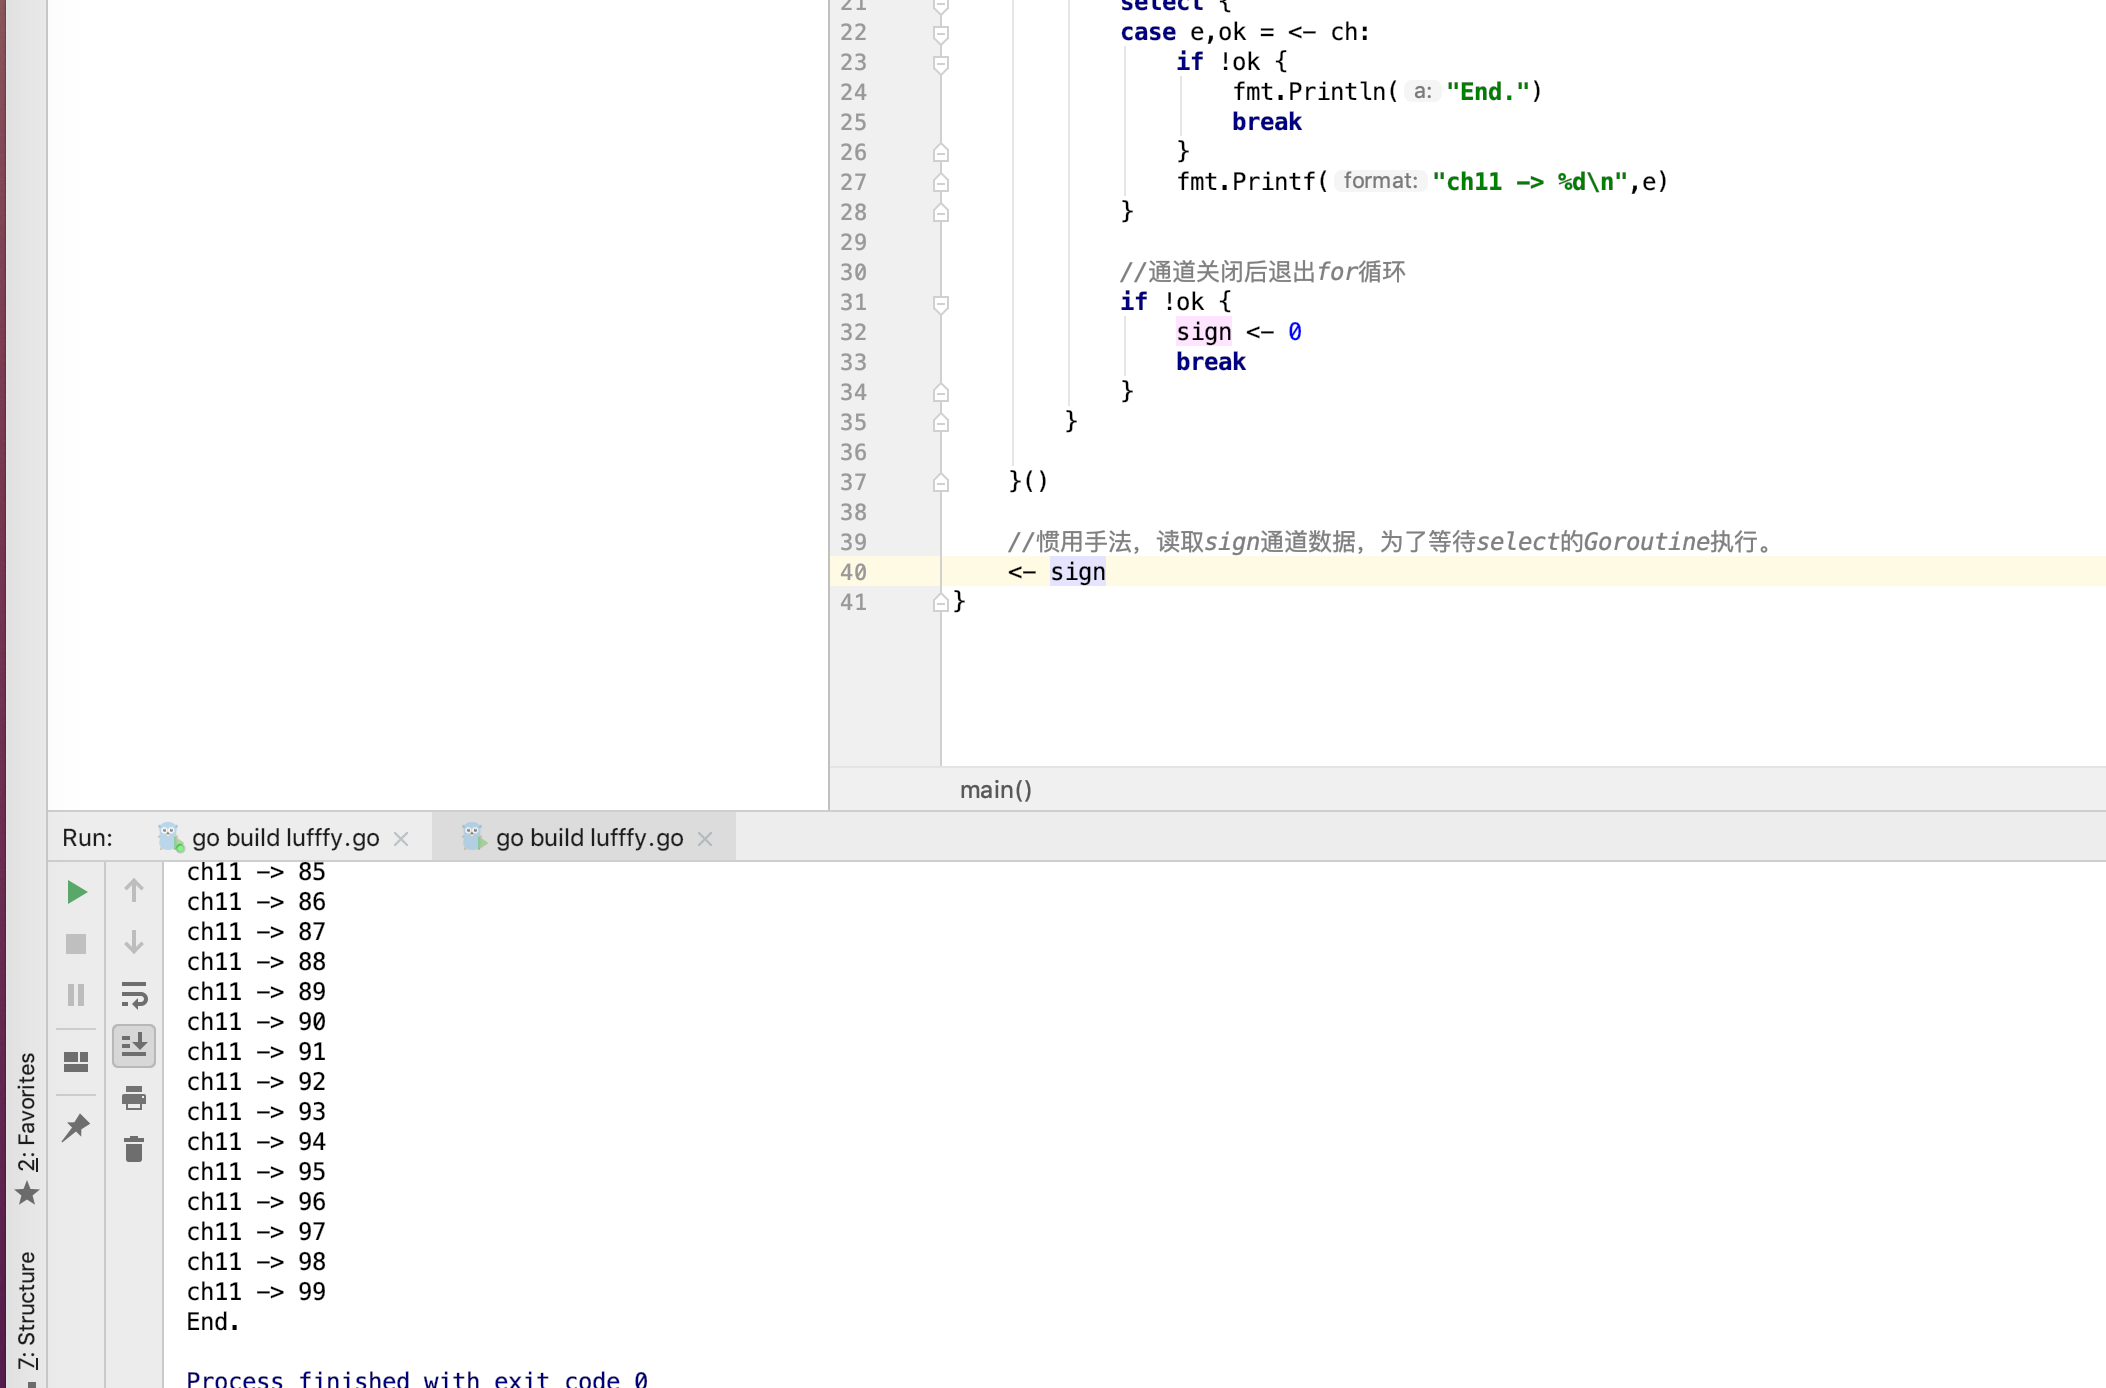 21 select {
22 case e,ok = <- ch:
23 if !ok {
24 fmt.Println( a: "End.")
25 break
26 }
27 fmt.Printf( format: "ch11 -> %d\n",e)
28 }
29
30 //通道关闭后退出for循环
31 if !ok {
32 sign <- 0
33 break
34 }
35 }
36
37 }()
38
39 //惯用手法，读取sign通道数据，为了等待select的Goroutine执行。
40 <- sign
41 }
main()
Run: go build lufffy.go go build lufffy.go
ch11 -> 85
ch11 -> 86
ch11 -> 87
ch11 -> 88
ch11 -> 89
ch11 -> 90
ch11 -> 91
ch11 -> 92
ch11 -> 93
ch11 -> 94
ch11 -> 95
ch11 -> 96
ch11 -> 97
ch11 -> 98
ch11 -> 99
End.
Process finished with exit code 0
2: Favorites
7: Structure